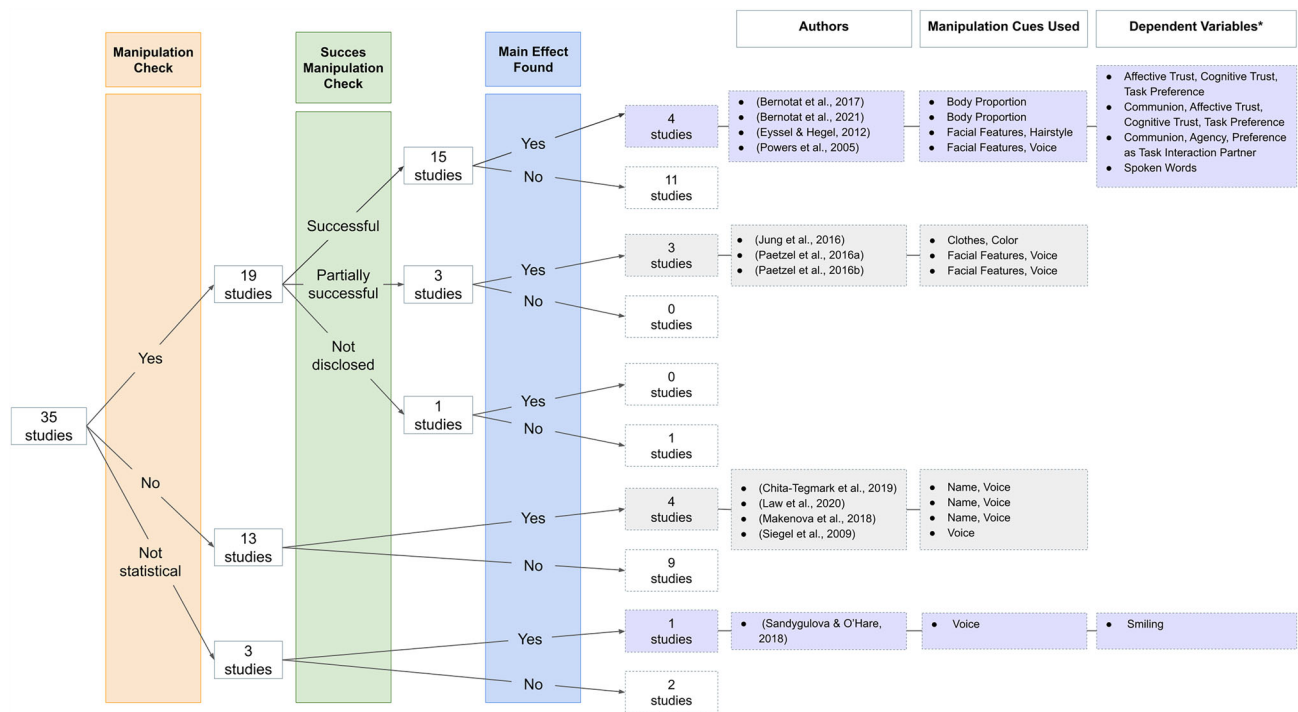 Authors
Manipulation Cues Used
Dependent Variables*
Manipulation
Check
Succes
Manipulation
Check
Main Effect
Found
35
studies
Yes
No
Not
statistical
19
studies
13
studies
3
studies
Successful
Partially
successful
Not
disclosed
15
studies
3
studies
1
studies
Yes
No
Yes
No
Yes
No
Yes
No
Yes
No
4
studies
● (Bernotat et al., 2017)
● (Bernotat et al., 2021)
● (Eyssel & Hegel, 2012)
● (Powers et al., 2005)
● Body Proportion
● Body Proportion
● Facial Features, Hairstyle
● Facial Features, Voice
● Affective Trust, Cognitive Trust,
Task Preference
● Communion, Affective Trust,
Cognitive Trust, Task Preference
● Communion, Agency, Preference
as Task Interaction Partner
● Spoken Words
11
studies
3
studies
● (Jung et al., 2016)
● (Paetzel et al., 2016a)
● (Paetzel et al., 2016b)
● Clothes, Color
● Facial Features, Voice
● Facial Features, Voice
0
studies
0
studies
1
studies
4
studies
● (Chita-Tegmark et al., 2019)
● (Law et al., 2020)
● (Makenova et al., 2018)
● (Siegel et al., 2009)
● Name, Voice
● Name, Voice
● Name, Voice
● Voice
9
studies
1
studies
● (Sandygulova & O'Hare,
2018)
● Voice
● Smiling
2
studies